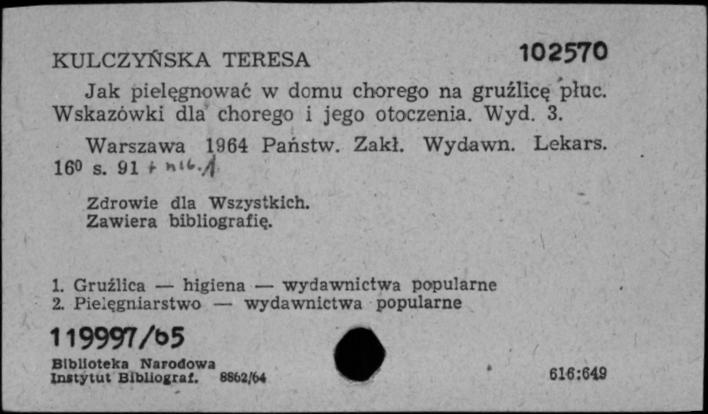 KULCZYŃSKA TERESA 102570
Jak pielęgnować w domu chorego na gruźlicę płuc.
Wskazówki dla chorego i jego otoczenia. Wyd. 3.
Warszawa 1964 Państw. Zakł. Wydawn. Lekars.
16⁰ s. 91 + nlb. 1
Zdrowie dla Wszystkich.
Zawiera bibliografię.
1. Gruźlica — higiena — wydawnictwa popularne
2. Pielęgniarstwo — wydawnictwa popularne
119997/65
Biblioteka Narodowa
Instytut Bibliograf. 8862/64 616:649